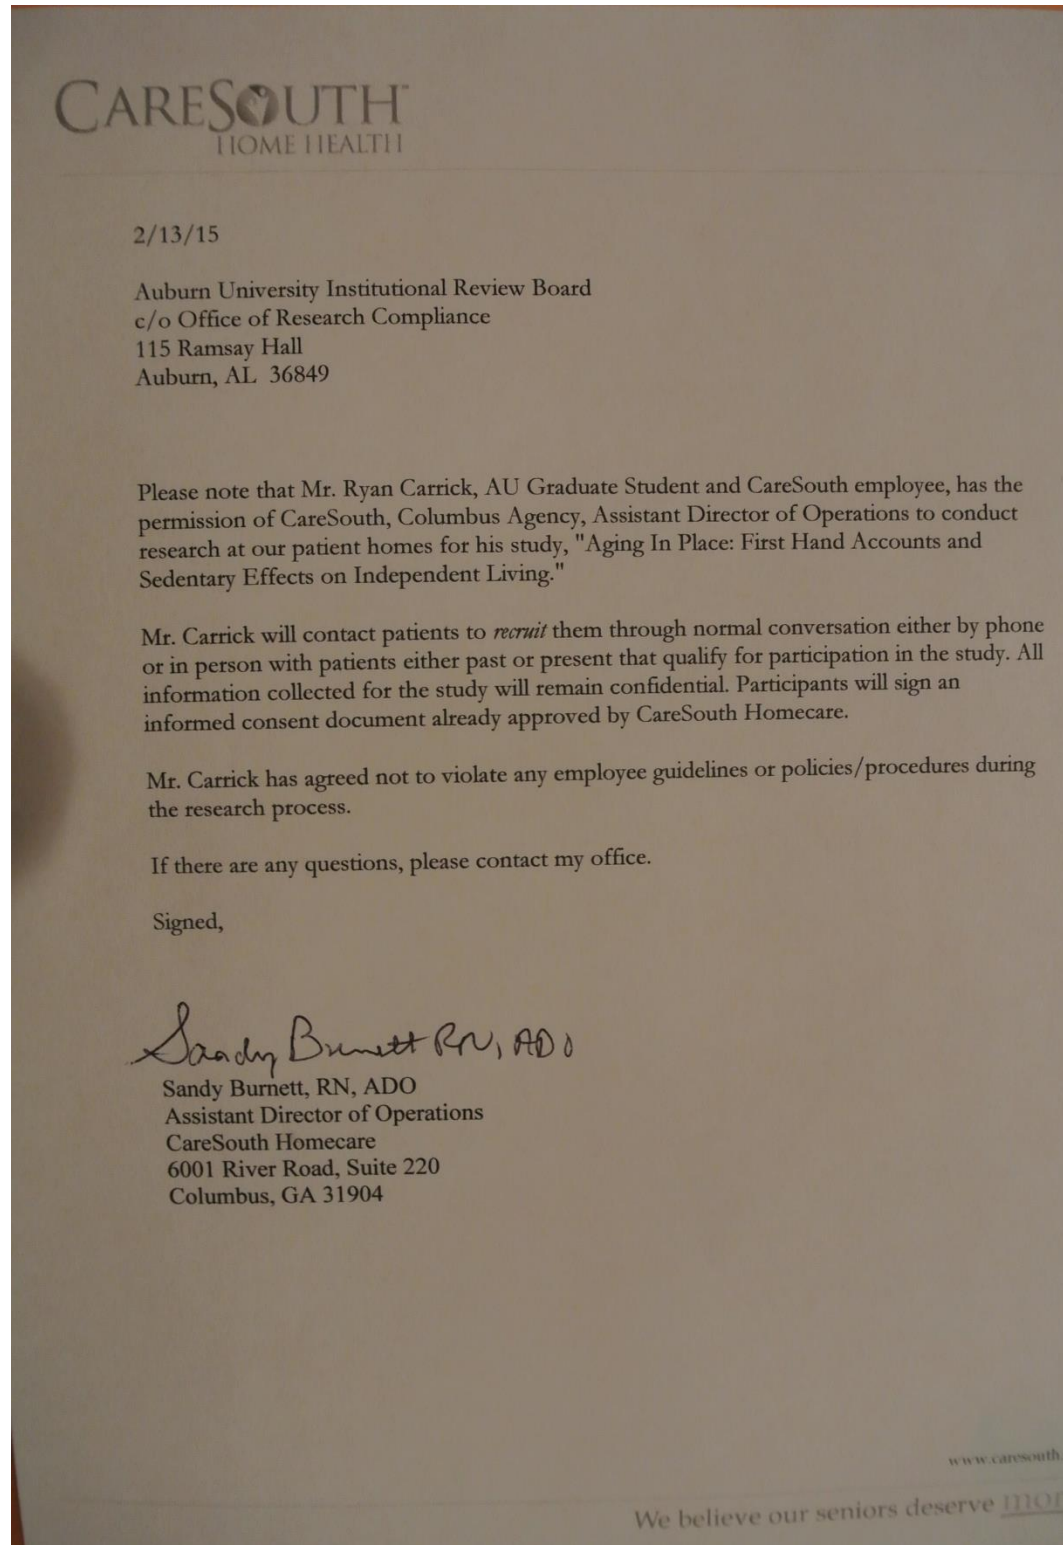 CARESOUTH™
HOME HEALTH
2/13/15
Auburn University Institutional Review Board
c/o Office of Research Compliance
115 Ramsay Hall
Auburn, AL 36849
Please note that Mr. Ryan Carrick, AU Graduate Student and CareSouth employee, has the
permission of CareSouth, Columbus Agency, Assistant Director of Operations to conduct
research at our patient homes for his study, "Aging In Place: First Hand Accounts and
Sedentary Effects on Independent Living."
Mr. Carrick will contact patients to recruit them through normal conversation either by phone
or in person with patients either past or present that qualify for participation in the study. All
information collected for the study will remain confidential. Participants will sign an
informed consent document already approved by CareSouth Homecare.
Mr. Carrick has agreed not to violate any employee guidelines or policies/procedures during
the research process.
If there are any questions, please contact my office.
Signed,
Sandy Burnett RN, ADO
Sandy Burnett, RN, ADO
Assistant Director of Operations
CareSouth Homecare
6001 River Road, Suite 220
Columbus, GA 31904
www.caresouth.
We believe our seniors deserve